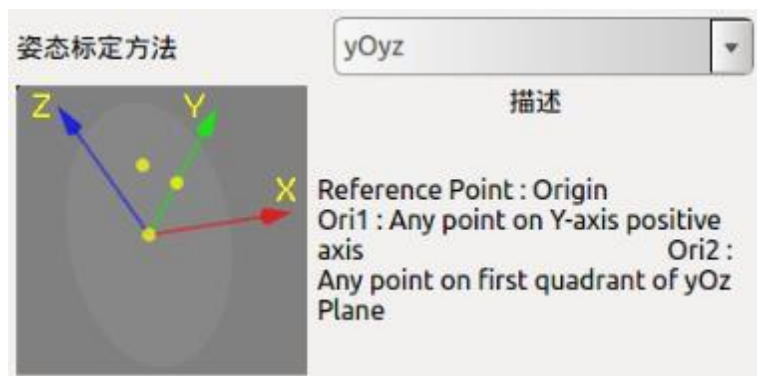 姿态标定方法
yOyz
描述
Z
Y
X
Reference Point : Origin
Ori1 : Any point on Y-axis positive
axis Ori2 :
Any point on first quadrant of yOz
Plane